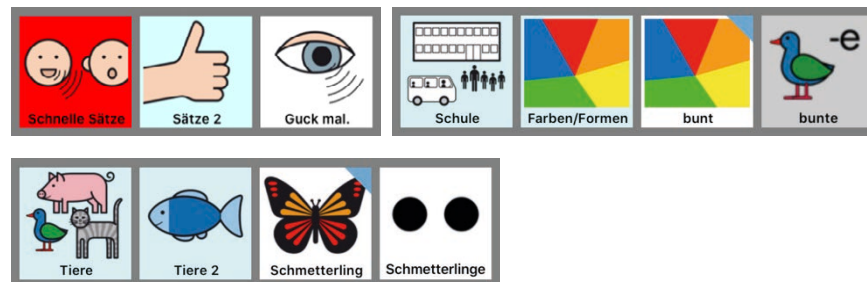 Schnelle Sätze Sätze 2 Guck mal.
Schule Farben/Formen bunt -e bunte
Tiere Tiere 2 Schmetterling Schmetterlinge